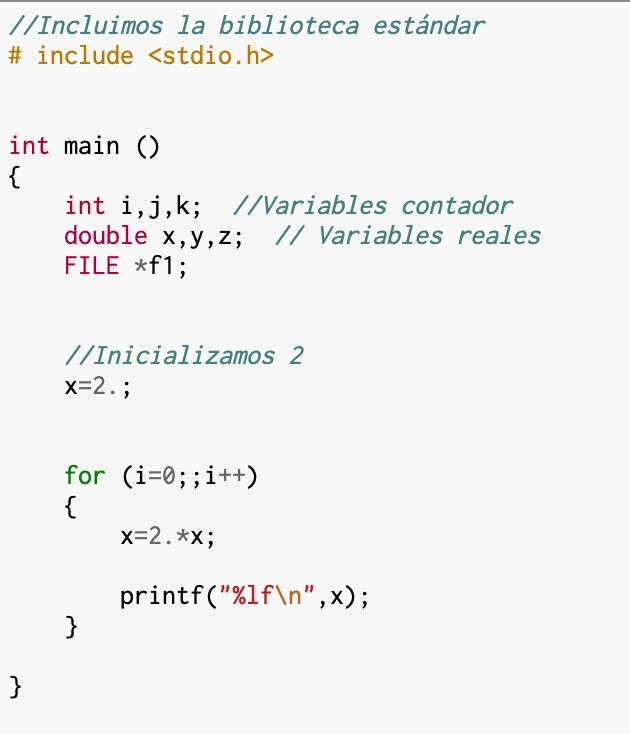 //Incluimos la biblioteca estándar
# include <stdio.h>
int main ()
{
int i,j,k;  //Variables contador
double x,y,z;  // Variables reales
FILE *f1;
//Inicializamos 2
x=2.;
for (i=0;;i++)
{
x=2.*x;
printf("%lf\n",x);
}
}